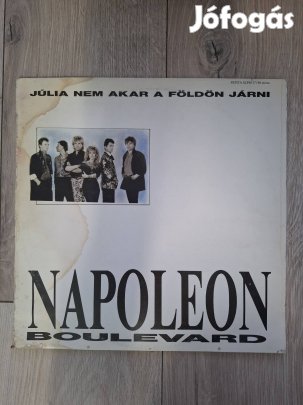 Jófogás
JÚLIA NEM AKAR A FÖLDÖN JÁRNI
NAPOLEON
BOULEVARD